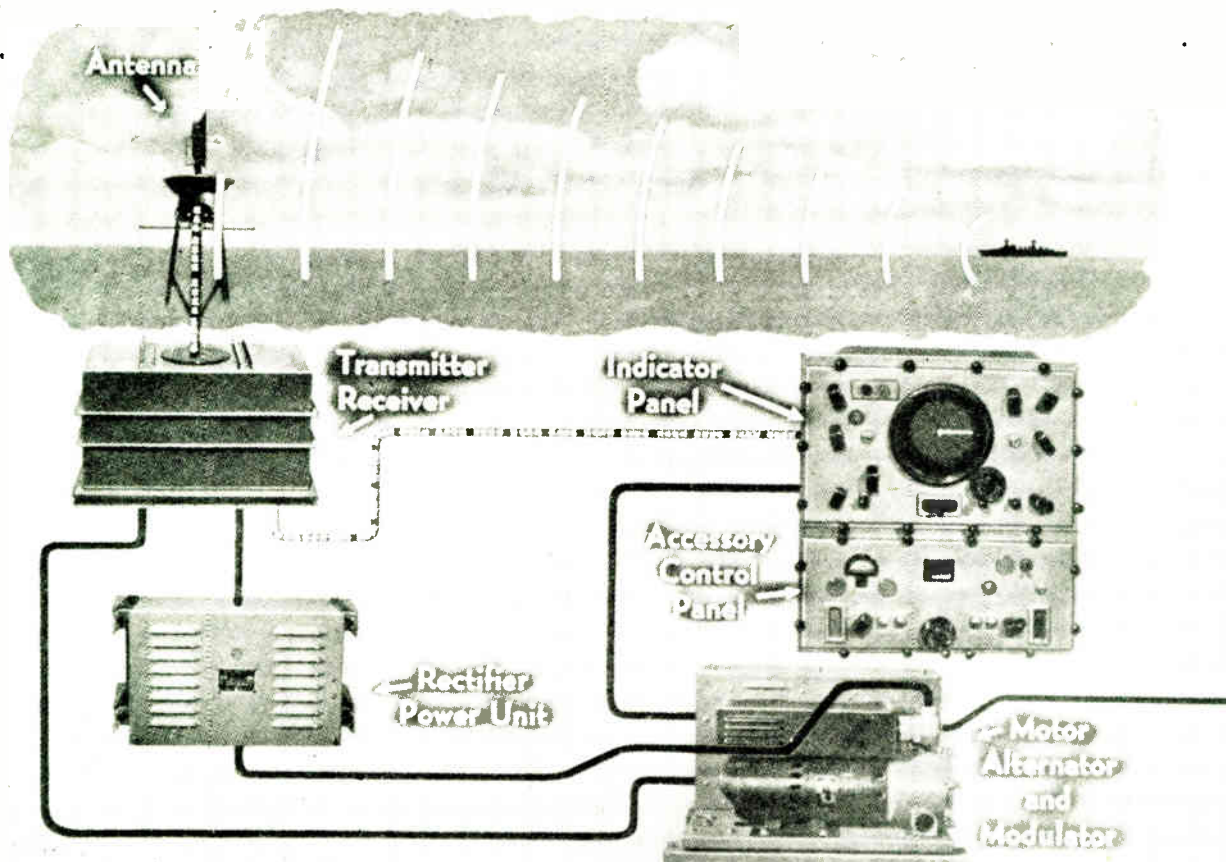 Antenna
Transmitter
Receiver
Indicator
Panel
Accessory
Control
Panel
Rectifier
Power Unit
Motor
Alternator
and
Modulator